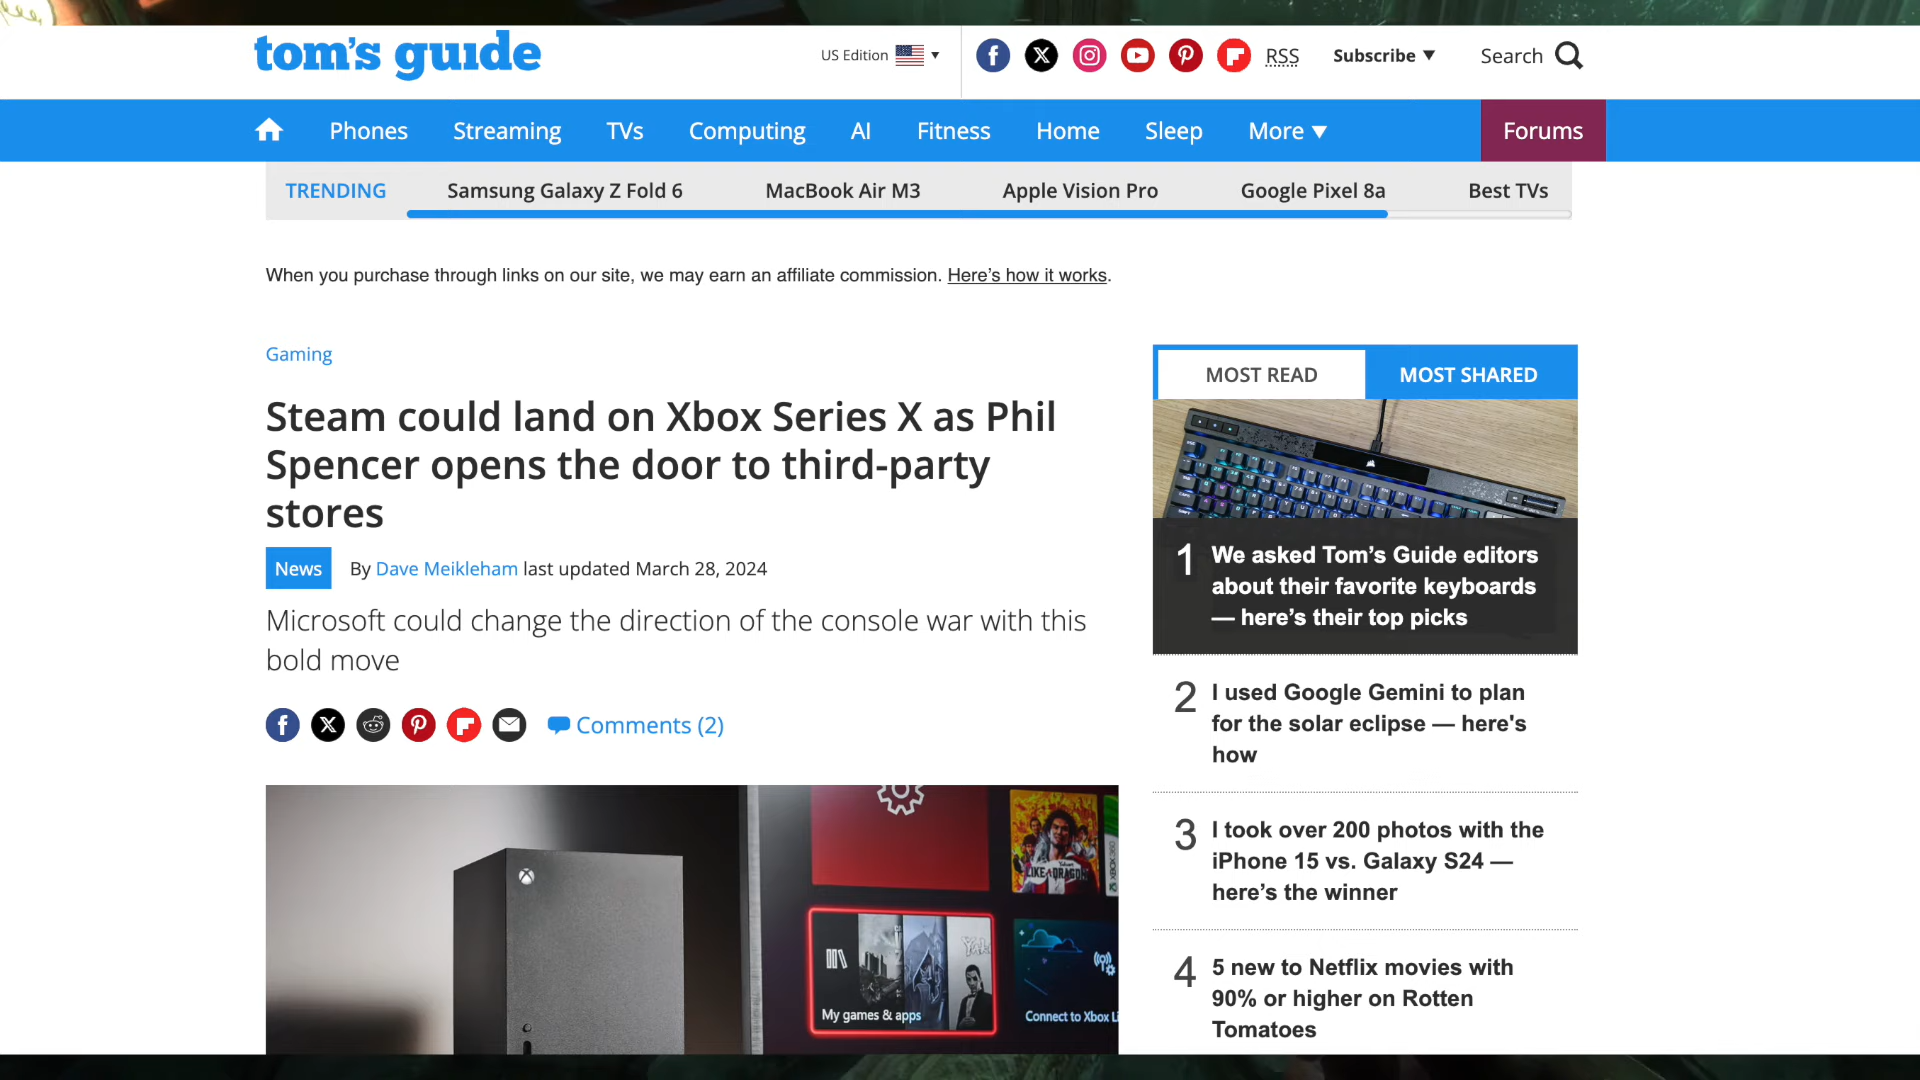 tom's guide
US Edition
RSS
Subscribe
Search
Phones
Streaming
TVs
Computing
AI
Fitness
Home
Sleep
More
Forums
TRENDING
Samsung Galaxy Z Fold 6
MacBook Air M3
Apple Vision Pro
Google Pixel 8a
Best TVs
When you purchase through links on our site, we may earn an affiliate commission. Here’s how it works.
Gaming
Steam could land on Xbox Series X as Phil
Spencer opens the door to third-party
stores
News
By Dave Meikleham last updated March 28, 2024
Microsoft could change the direction of the console war with this
bold move
Comments (2)
LIKE A DRAGON
XBOX 360
My games & apps
Connect to Xbox Li
MOST READ
MOST SHARED
1
We asked Tom’s Guide editors
about their favorite keyboards
— here’s their top picks
2
I used Google Gemini to plan
for the solar eclipse — here's
how
3
I took over 200 photos with the
iPhone 15 vs. Galaxy S24 —
here’s the winner
4
5 new to Netflix movies with
90% or higher on Rotten
Tomatoes